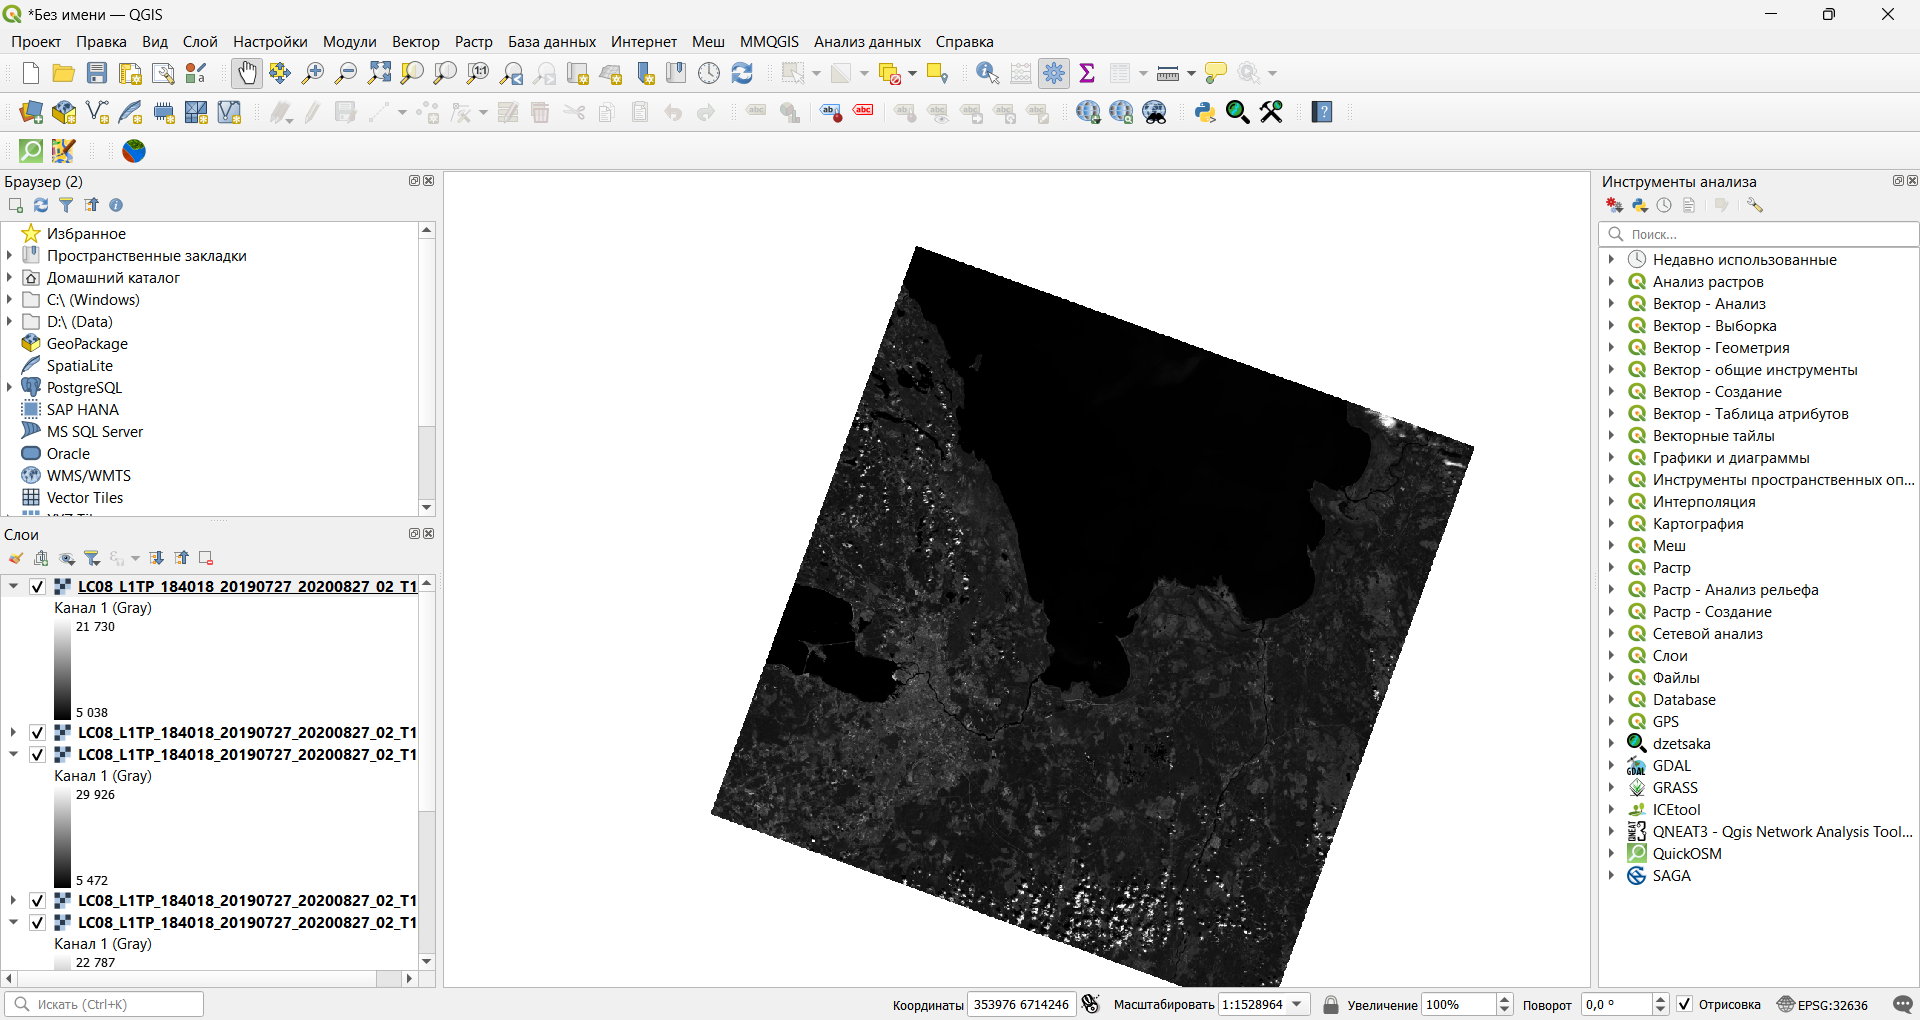 *Без имени — QGIS
Проект Правка Вид Слой Настройки Модули Вектор Растр База данных Интернет Меш MMQGIS Анализ данных Справка
Браузер (2)
Избранное
Пространственные закладки
Домашний каталог
C:\ (Windows)
D:\ (Data)
GeoPackage
SpatiaLite
PostgreSQL
SAP HANA
MS SQL Server
Oracle
WMS/WMTS
Vector Tiles
Слои
LC08_L1TP_184018_20190727_20200827_02_T1
Канал 1 (Gray)
21 730
5 038
LC08_L1TP_184018_20190727_20200827_02_T1
LC08_L1TP_184018_20190727_20200827_02_T1
Канал 1 (Gray)
29 926
5 472
LC08_L1TP_184018_20190727_20200827_02_T1
LC08_L1TP_184018_20190727_20200827_02_T1
Канал 1 (Gray)
22 787
Инструменты анализа
Поиск...
Недавно использованные
Анализ растров
Вектор - Анализ
Вектор - Выборка
Вектор - Геометрия
Вектор - общие инструменты
Вектор - Создание
Вектор - Таблица атрибутов
Векторные тайлы
Графики и диаграммы
Инструменты пространственных оп...
Интерполяция
Картография
Меш
Растр
Растр - Анализ рельефа
Растр - Создание
Сетевой анализ
Слои
Файлы
Database
GPS
dzetsaka
GDAL
GRASS
ICEtool
QNEAT3 - Qgis Network Analysis Tool...
QuickOSM
SAGA
Искать (Ctrl+K)
Координаты 353976 6714246 Масштабировать 1:1528964 Увеличение 100% Поворот 0,0 ° Отрисовка EPSG:32636